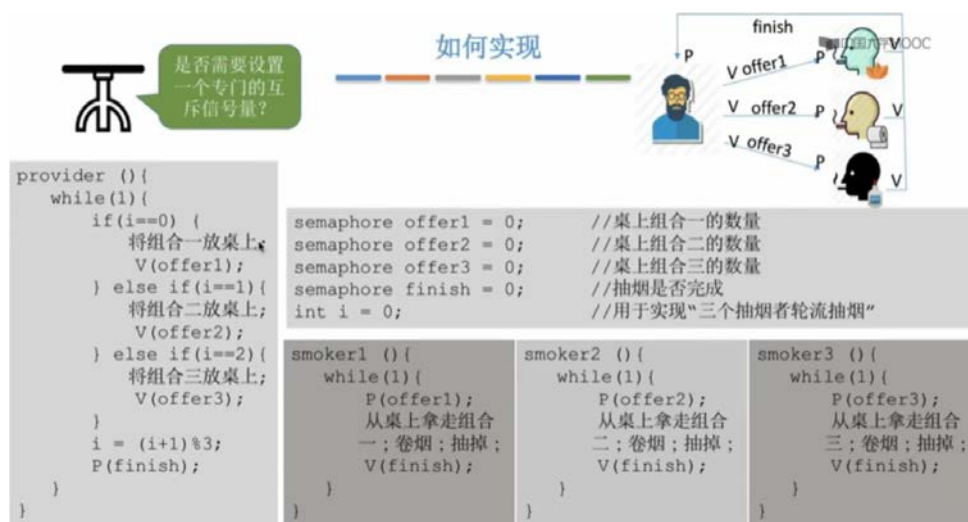 如何实现
是否需要设置
一个专门的互
斥信号量?
finish
中国大学MOOC
P
V offer1
P
V
V offer2
P
V
V offer3
P
V
provider (){
while(1){
if(i==0) {
将组合一放桌上;
V(offer1);
} else if(i==1){
将组合二放桌上;
V(offer2);
} else if(i==2){
将组合三放桌上;
V(offer3);
}
i = (i+1)%3;
P(finish);
}
}
semaphore offer1 = 0; //桌上组合一的数量
semaphore offer2 = 0; //桌上组合二的数量
semaphore offer3 = 0; //桌上组合三的数量
semaphore finish = 0; //抽烟是否完成
int i = 0; //用于实现“三个抽烟者轮流抽烟”
smoker1 (){
while(1){
P(offer1);
从桌上拿走组合
一;卷烟;抽掉;
V(finish);
}
}
smoker2 (){
while(1){
P(offer2);
从桌上拿走组合
二;卷烟;抽掉;
V(finish);
}
}
smoker3 (){
while(1){
P(offer3);
从桌上拿走组合
三;卷烟;抽掉;
V(finish);
}
}